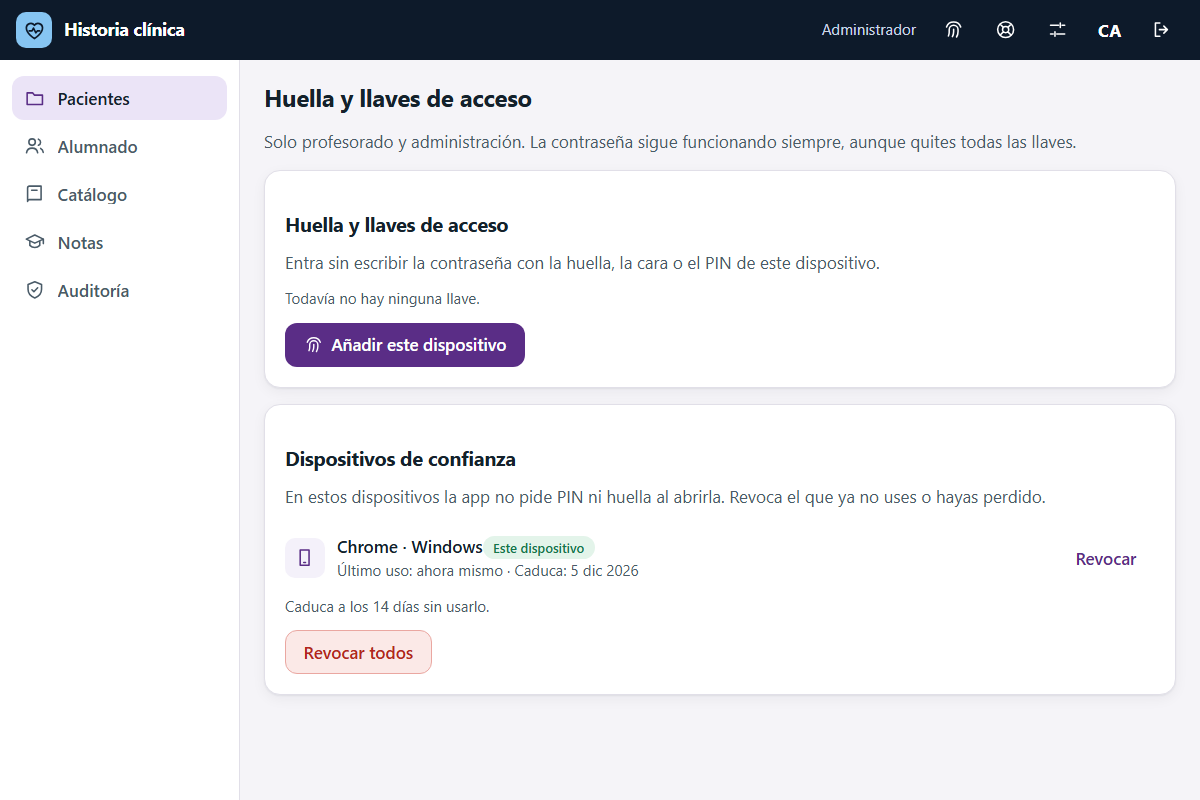 Historia clínica
Administrador
CA
Pacientes
Alumnado
Catálogo
Notas
Auditoría
Huella y llaves de acceso
Solo profesorado y administración. La contraseña sigue funcionando siempre, aunque quites todas las llaves.
Huella y llaves de acceso
Entra sin escribir la contraseña con la huella, la cara o el PIN de este dispositivo.
Todavía no hay ninguna llave.
Añadir este dispositivo
Dispositivos de confianza
En estos dispositivos la app no pide PIN ni huella al abrirla. Revoca el que ya no uses o hayas perdido.
Chrome · Windows Este dispositivo
Último uso: ahora mismo · Caduca: 5 dic 2026
Revocar
Caduca a los 14 días sin usarlo.
Revocar todos